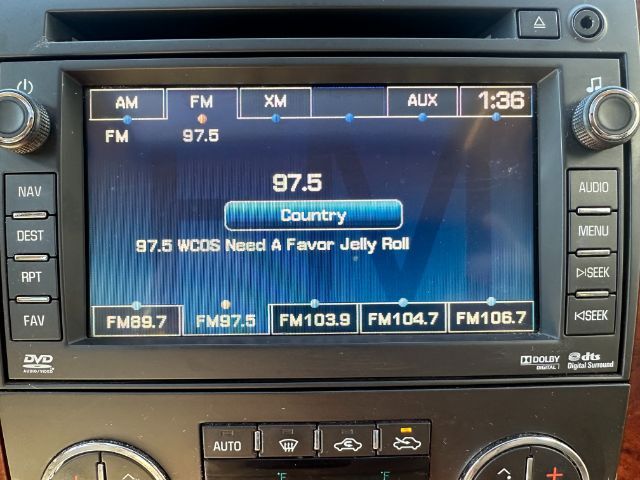 AM FM XM AUX 1:36
FM 97.5
97.5
Country
97.5 WCOS Need A Favor Jelly Roll
FM89.7 FM97.5 FM103.9 FM104.7 FM106.7
NAV
DEST
RPT
FAV
AUDIO
MENU
SEEK
SEEK
DVD
AUDIO/VIDEO
DOLBY
DIGITAL
dts
Digital Surround
AUTO
°F °F